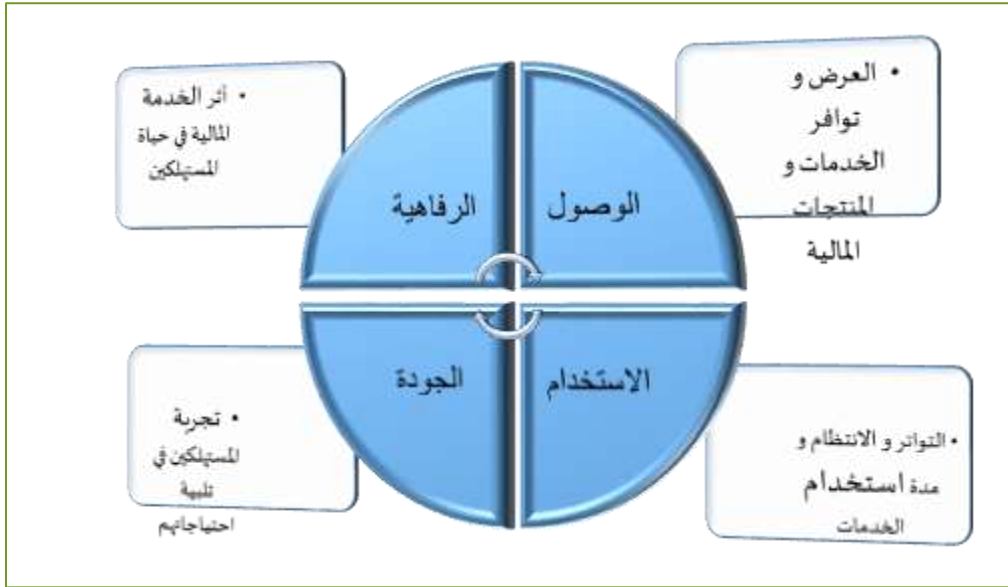 • العرض و
توافر
الخدمات و
المنتجات
المالية
• أثر الخدمة
المالية في حياة
المستهلكين
الوصول
الرفاهية
الاستخدام
الجودة
• التواتر و الانتظام و
مدة استخدام
الخدمات
• تجربة
المستهلكين في
تلبية
احتياجاتهم